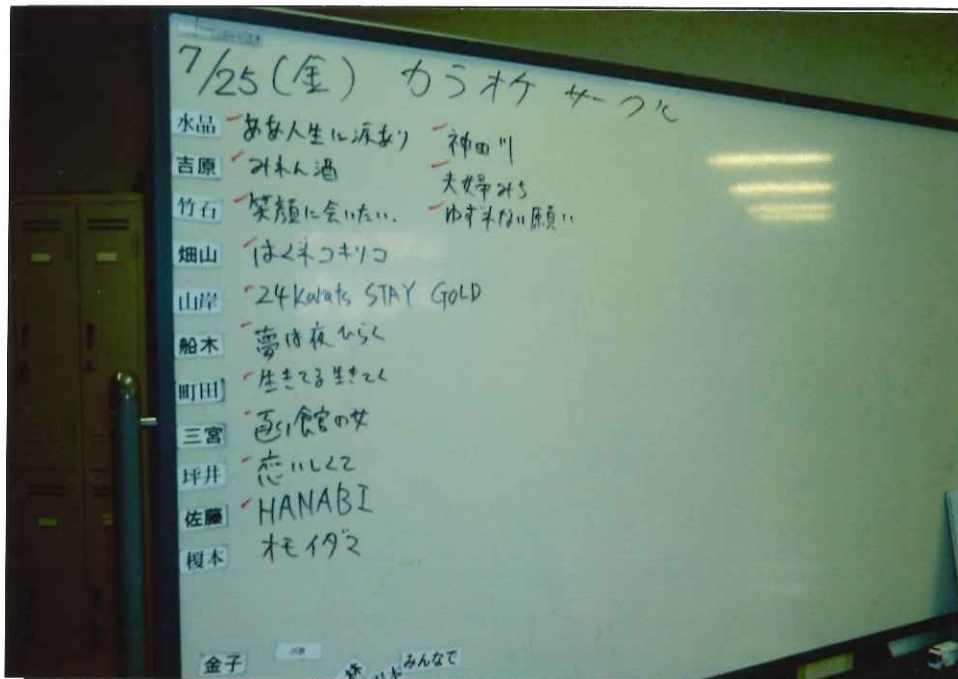 7/25(金) カラオケ サークル
水品 ああ人生に涙あり 神田川
吉原 みれん酒 夫婦みち
竹石 笑顔に会いたい. ゆずれない願い
畑山 はぐれコキリコ
山岸 24karats STAY GOLD
船木 夢は夜ひらく
町田 生きてる生きてく
三宮 の女
坪井 恋しくて
佐藤 HANABI
榎本 オモイダマ
金子 みんなで